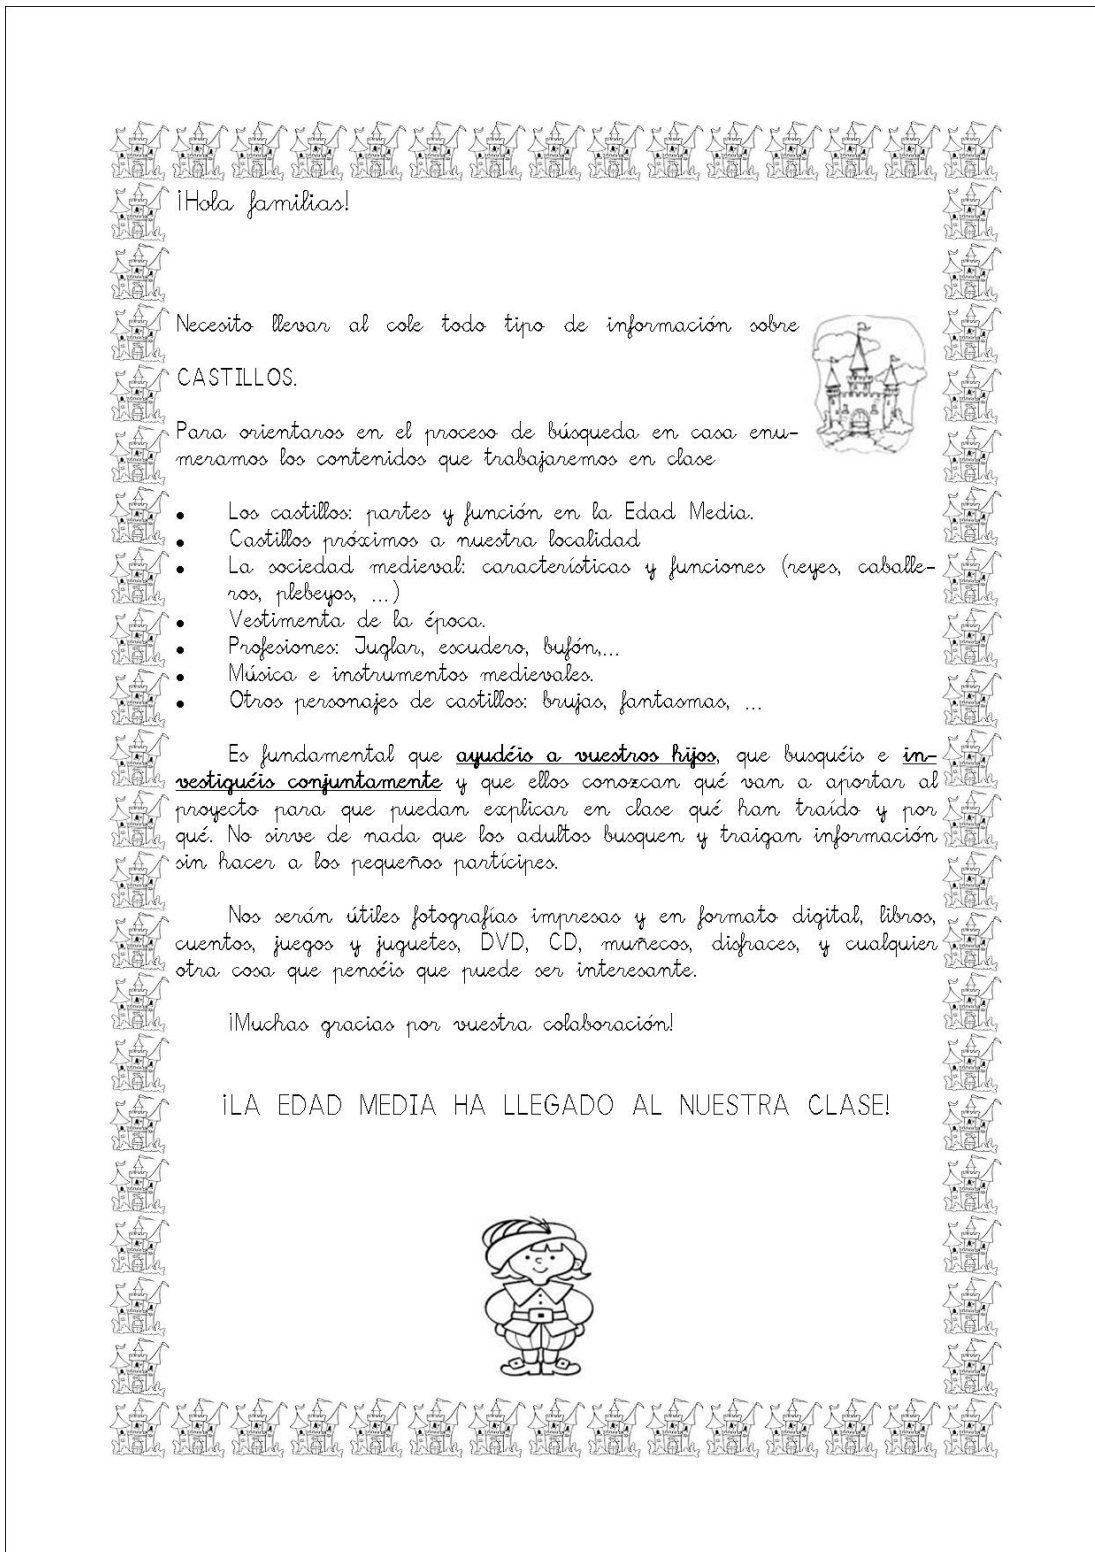 ¡Hola familias!
Necesito llevar al cole todo tipo de información sobre
CASTILLOS.
Para orientaros en el proceso de búsqueda en casa enu-
meramos los contenidos que trabajaremos en clase
• Los castillos: partes y función en la Edad Media.
• Castillos próximos a nuestra localidad
• La sociedad medieval: características y funciones (reyes, caballe-
ros, plebeyos, ...)
• Vestimenta de la época.
• Profesiones: Juglar, escudero, bufón,...
• Música e instrumentos medievales.
• Otros personajes de castillos: brujas, fantasmas, ...
Es fundamental que ayudéis a vuestros hijos, que busquéis e in-
vestiguéis conjuntamente y que ellos conozcan qué van a aportar al
proyecto para que puedan explicar en clase qué han traído y por
qué. No sirve de nada que los adultos busquen y traigan información
sin hacer a los pequeños partícipes.
Nos serán útiles fotografías impresas y en formato digital, libros,
cuentos, juegos y juguetes, DVD, CD, muñecos, disfraces, y cualquier
otra cosa que penséis que puede ser interesante.
¡Muchas gracias por vuestra colaboración!
¡LA EDAD MEDIA HA LLEGADO AL NUESTRA CLASE!